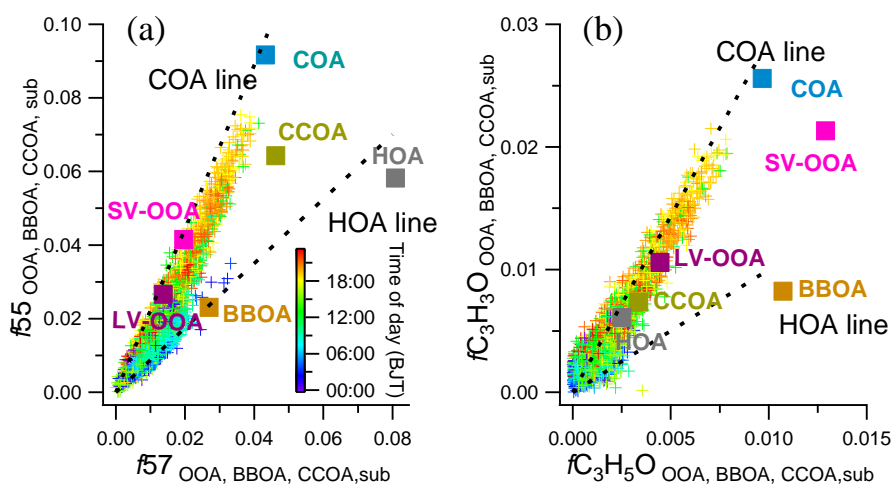 (a)
0.10
0.08
0.06
0.04
0.02
0.00
f55 OOA, BBOA, CCOA, sub
COA line
COA
CCOA
HOA
SV-OOA
HOA line
LV-OOA
BBOA
18:00
12:00
06:00
00:00
Time of day (BJT)
0.00 0.02 0.04 0.06 0.08
f57 OOA, BBOA, CCOA,sub
(b)
0.03
0.02
0.01
0.00
fC3H3O OOA, BBOA, CCOA,sub
COA line
COA
SV-OOA
LV-OOA
CCOA
BBOA
HOA
HOA line
0.000 0.005 0.010 0.015
fC3H5O OOA, BBOA, CCOA,sub